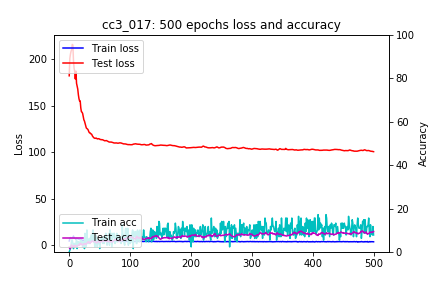 cc3_017: 500 epochs loss and accuracy
Train loss
Test loss
Train acc
Test acc
Loss
Accuracy
200
150
100
50
0
100
80
60
40
20
0
0 100 200 300 400 500